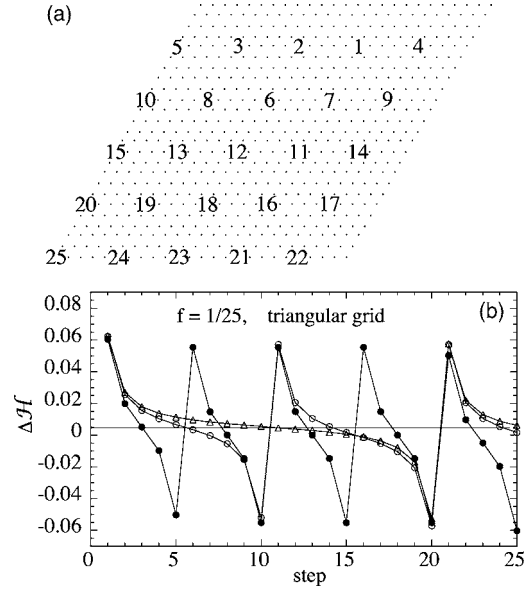 (a)
5 3 2 1 4
10 8 6 7 9
15 13 12 11 14
20 19 18 16 17
25 24 23 21 22
(b)
f = 1/25, triangular grid
0.08
0.06
0.04
0.02
0
-0.02
-0.04
-0.06
Δℋ
0 5 10 15 20 25
step